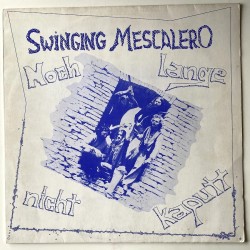 SWINGING MESCALERO
Noch Lange
nicht kaputt